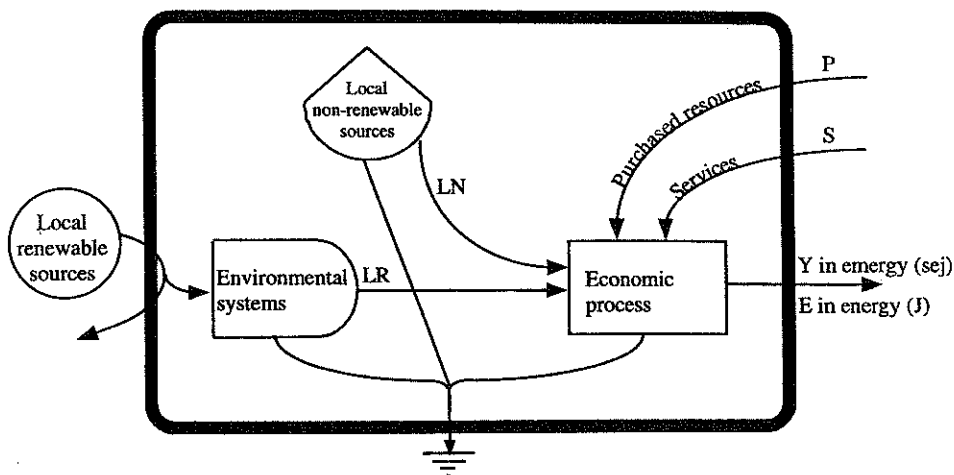 P
Local
non-renewable
sources
Purchased resources
S
Services
LN
Local
renewable
sources
Environmental
systems
LR
Economic
process
Y in emergy (sej)
E in energy (J)